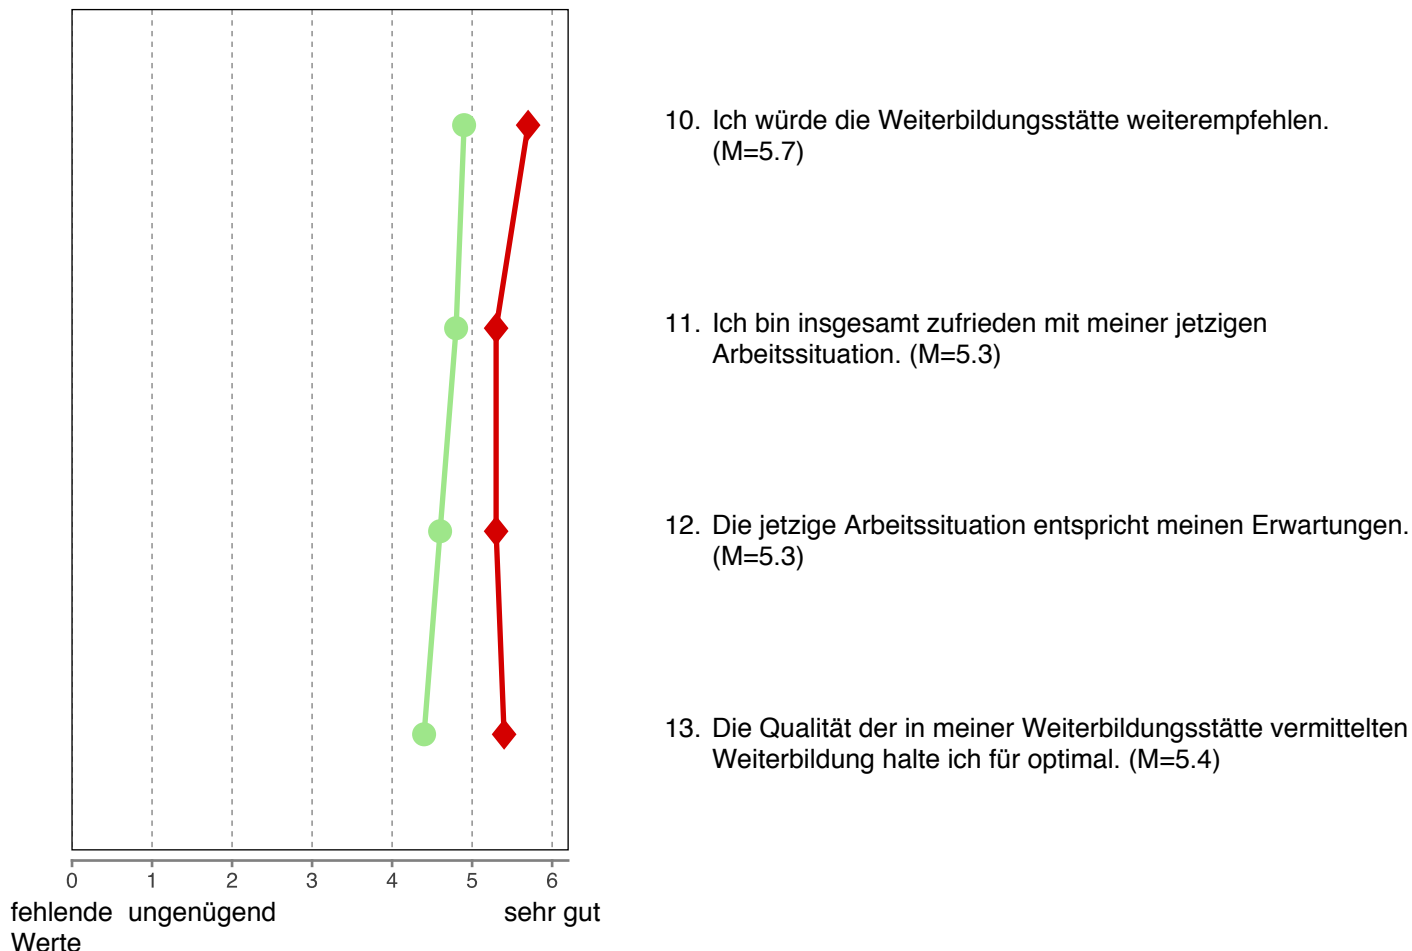 10. Ich würde die Weiterbildungsstätte weiterempfehlen.
(M=5.7)
11. Ich bin insgesamt zufrieden mit meiner jetzigen
Arbeitssituation. (M=5.3)
12. Die jetzige Arbeitssituation entspricht meinen Erwartungen.
(M=5.3)
13. Die Qualität der in meiner Weiterbildungsstätte vermittelten
Weiterbildung halte ich für optimal. (M=5.4)
0 1 2 3 4 5 6
fehlende ungenügend sehr gut
Werte